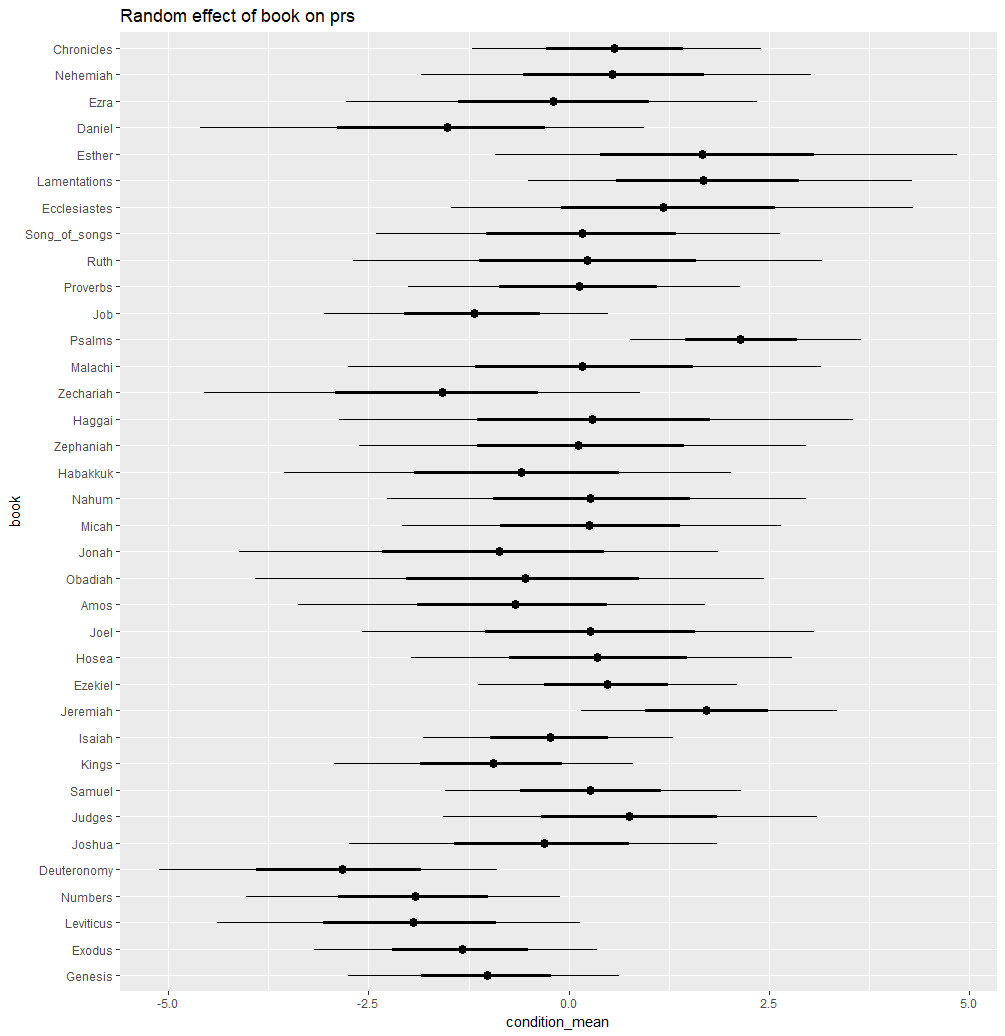 Random effect of book on prs
Chronicles
Nehemiah
Ezra
Daniel
Esther
Lamentations
Ecclesiastes
Song_of_songs
Ruth
Proverbs
Job
Psalms
Malachi
Zechariah
Haggai
Zephaniah
Habakkuk
Nahum
Micah
Jonah
Obadiah
Amos
Joel
Hosea
Ezekiel
Jeremiah
Isaiah
Kings
Samuel
Judges
Joshua
Deuteronomy
Numbers
Leviticus
Exodus
Genesis
book
-5.0 -2.5 0.0 2.5 5.0
condition_mean